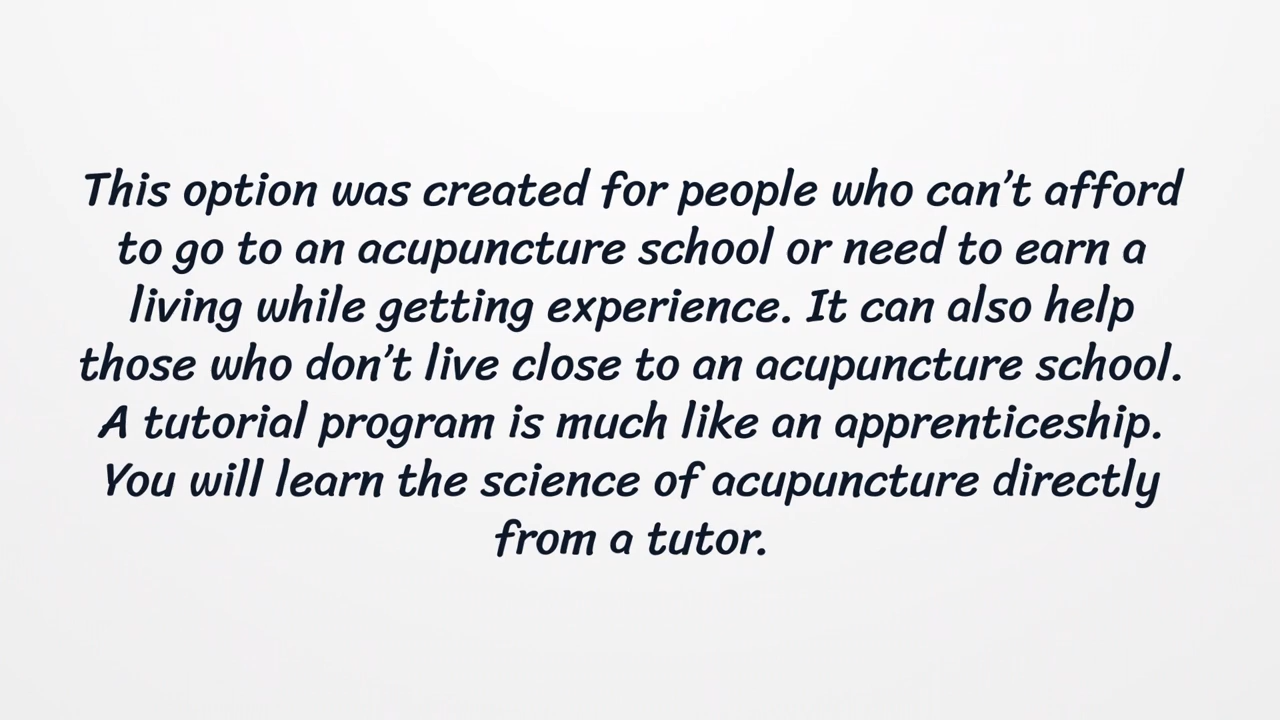 This option was created for people who can’t afford
to go to an acupuncture school or need to earn a
living while getting experience. It can also help
those who don’t live close to an acupuncture school.
A tutorial program is much like an apprenticeship.
You will learn the science of acupuncture directly
from a tutor.